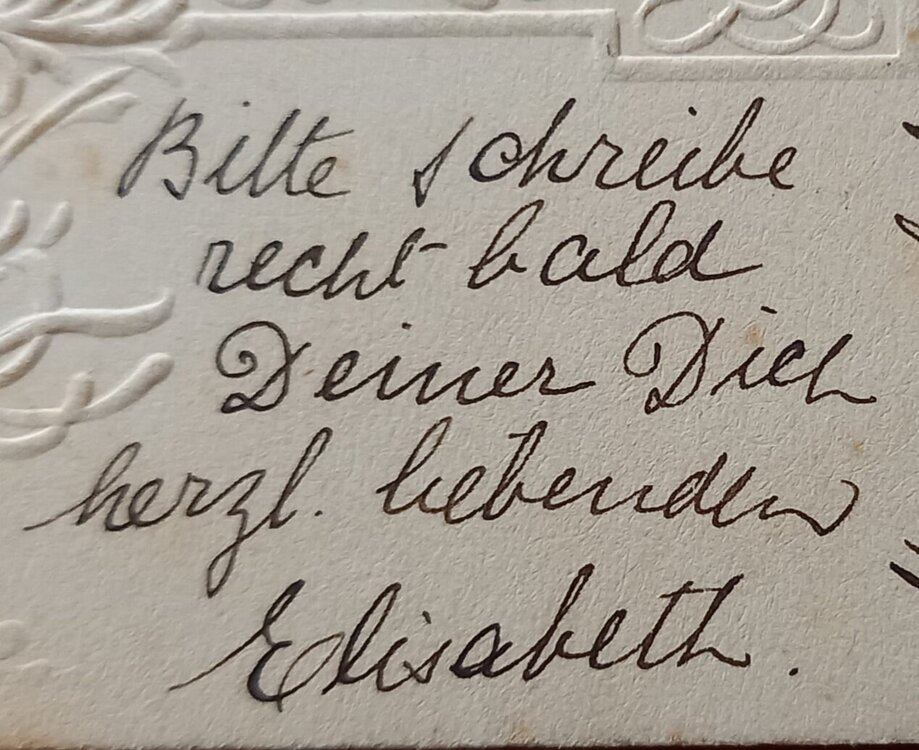 Bitte schreibe
recht bald
Deiner Dich
herzl. liebenden
Elisabeth.